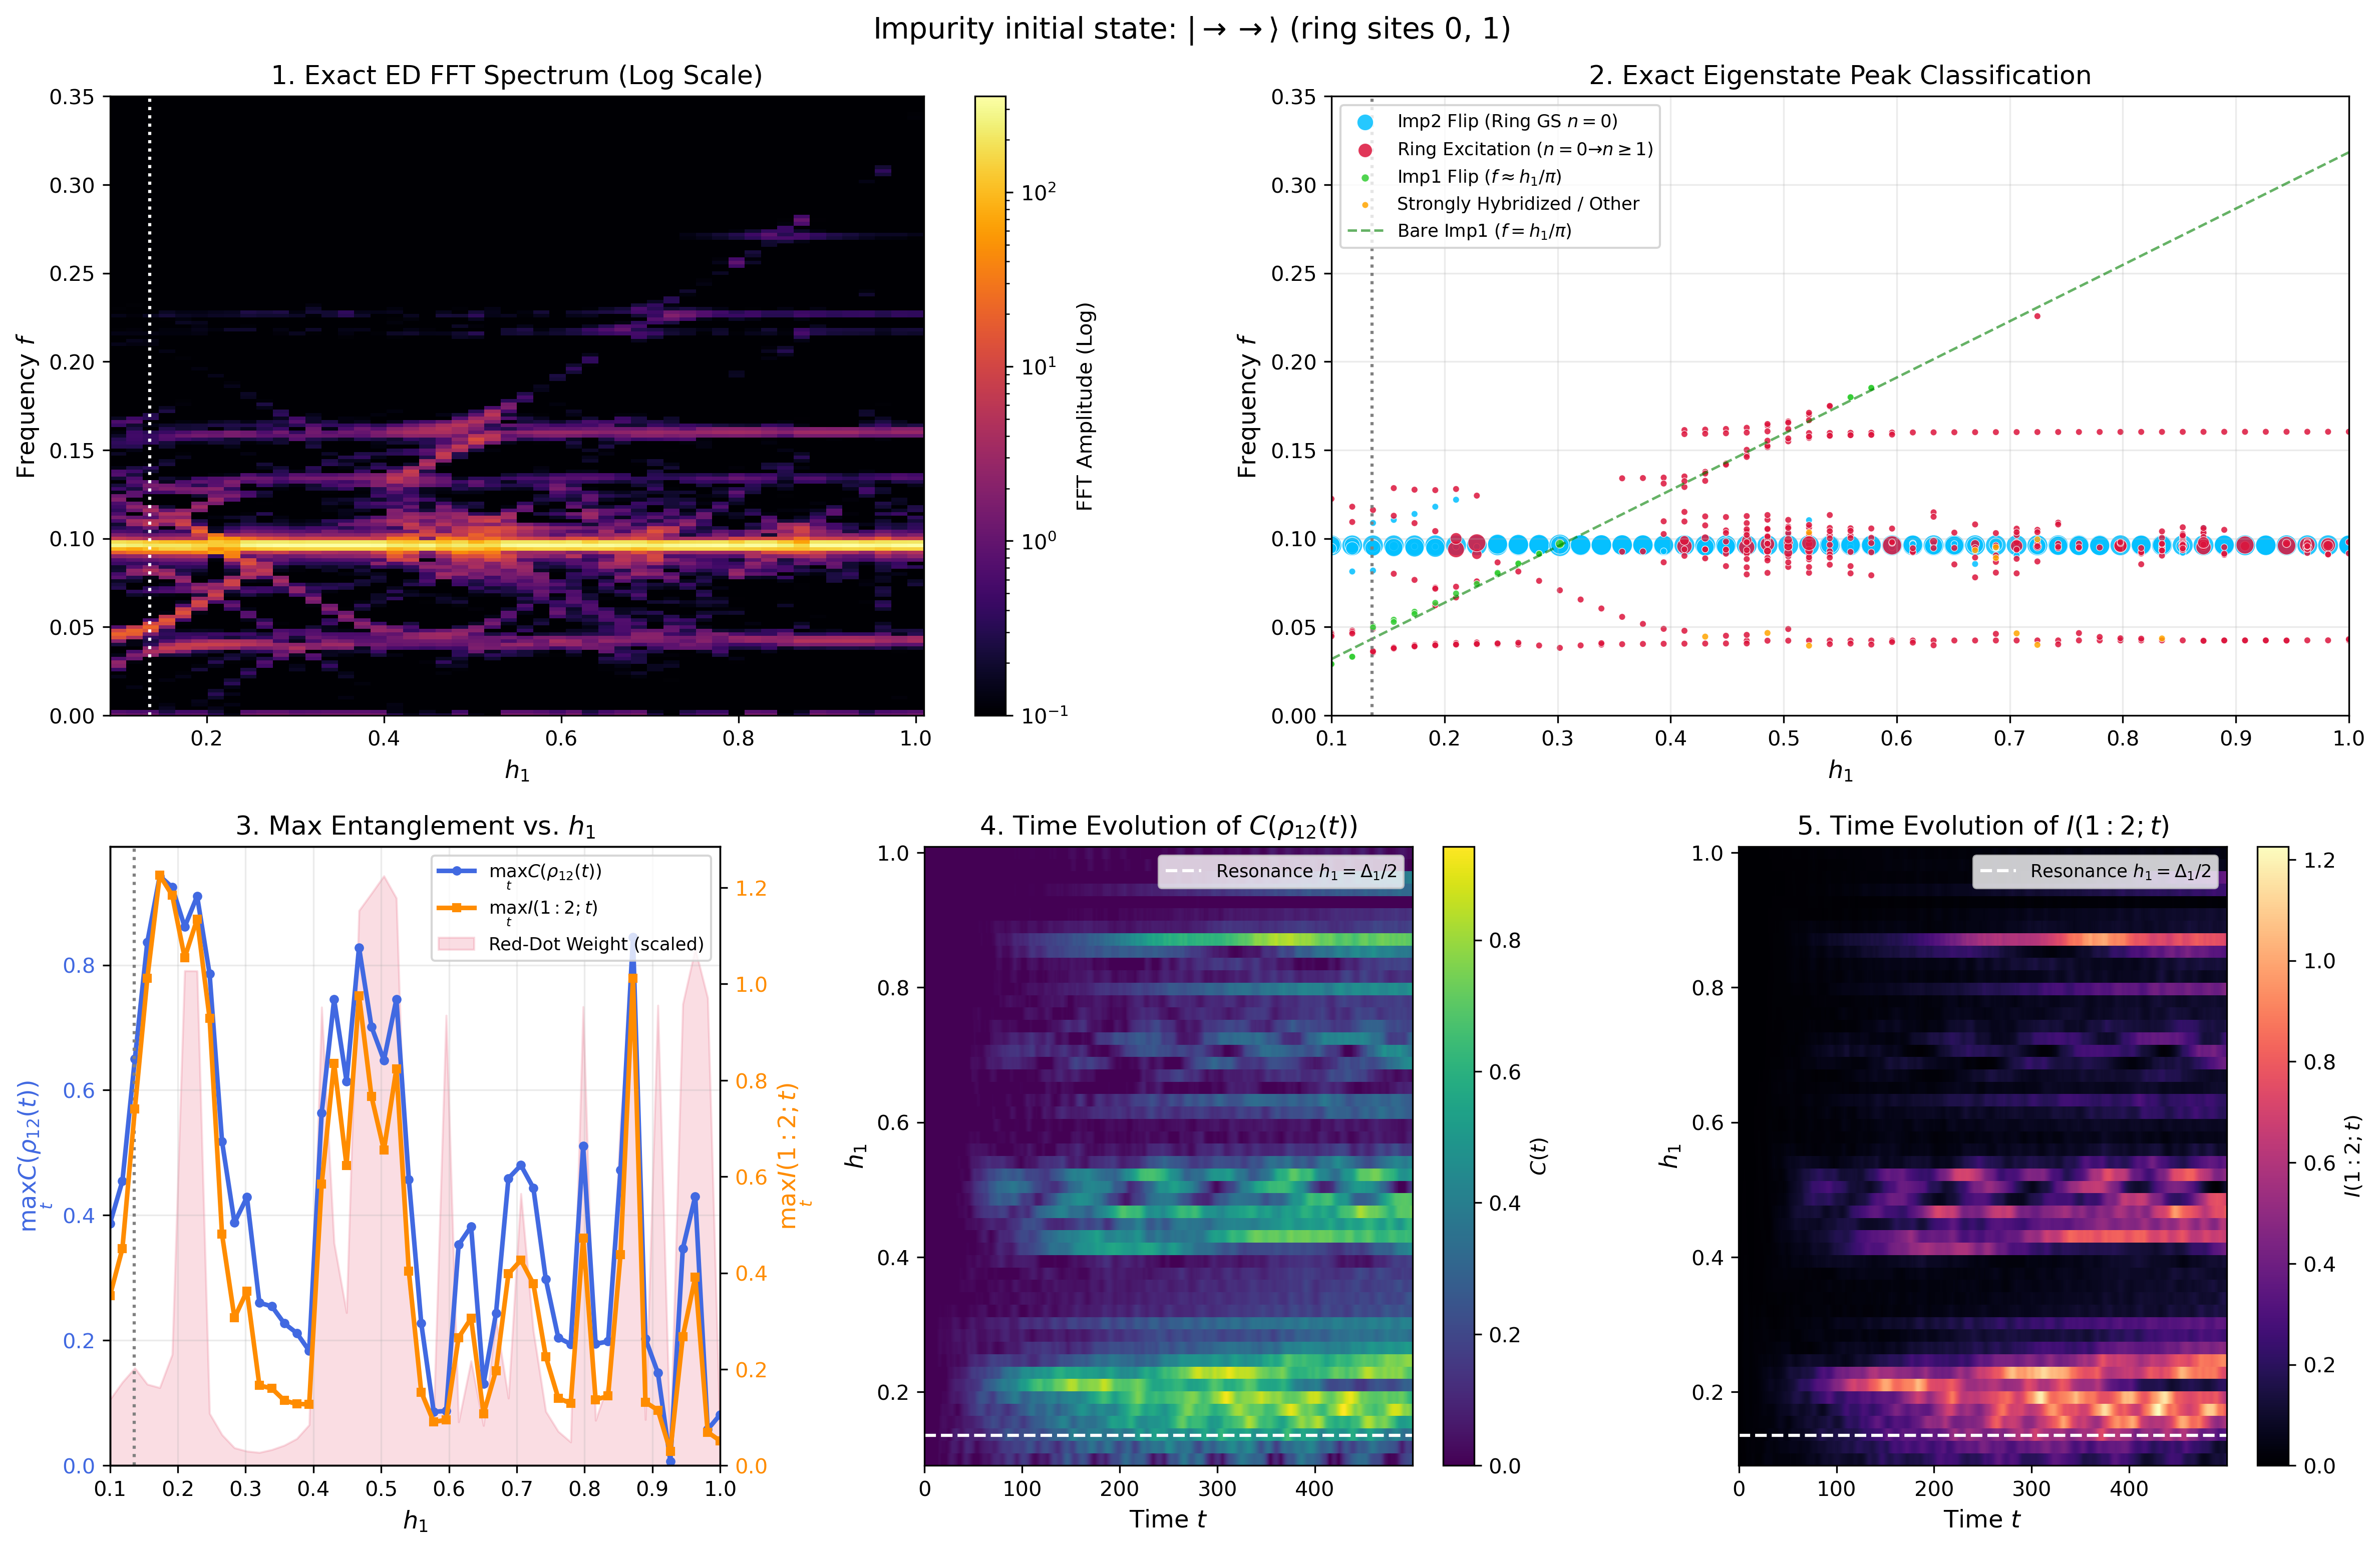 Impurity initial state: |→→⟩ (ring sites 0, 1)
1. Exact ED FFT Spectrum (Log Scale)
0.35
0.30
0.25
0.20
0.15
0.10
0.05
0.00
Frequency f
0.2
0.4
0.6
0.8
1.0
h₁
10²
10¹
10⁰
10⁻¹
FFT Amplitude (Log)
2. Exact Eigenstate Peak Classification
Imp2 Flip (Ring GS n = 0)
Ring Excitation (n = 0→n ≥ 1)
Imp1 Flip (f ≈ h₁/π)
Strongly Hybridized / Other
Bare Imp1 (f = h₁/π)
0.35
0.30
0.25
0.20
0.15
0.10
0.05
0.00
Frequency f
0.1
0.2
0.3
0.4
0.5
0.6
0.7
0.8
0.9
1.0
h₁
3. Max Entanglement vs. h₁
max C(ρ₁₂(t))
t
max I(1 : 2; t)
t
Red-Dot Weight (scaled)
0.8
0.6
0.4
0.2
0.0
max C(ρ₁₂(t))
t
1.2
1.0
0.8
0.6
0.4
0.2
0.0
max I(1 : 2; t)
t
0.1
0.2
0.3
0.4
0.5
0.6
0.7
0.8
0.9
1.0
h₁
4. Time Evolution of C(ρ₁₂(t))
Resonance h₁ = Δ₁/2
1.0
0.8
0.6
0.4
0.2
h₁
0
100
200
300
400
Time t
0.8
0.6
0.4
0.2
0.0
C(t)
5. Time Evolution of I(1 : 2; t)
Resonance h₁ = Δ₁/2
1.0
0.8
0.6
0.4
0.2
h₁
0
100
200
300
400
Time t
1.2
1.0
0.8
0.6
0.4
0.2
0.0
I(1 : 2; t)